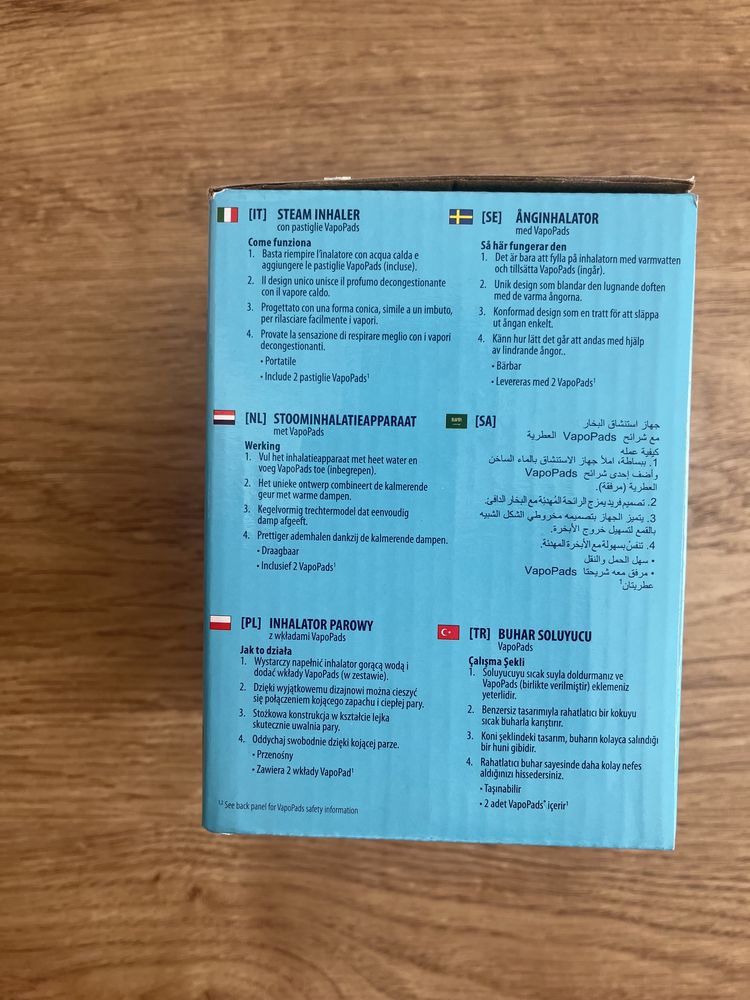 [IT] STEAM INHALER
con pastiglie VapoPads
Come funziona
1. Basta riempire l'inalatore con acqua calda e
aggiungere le pastiglie VapoPads (incluse).
2. Il design unico unisce il profumo decongestionante
con il vapore caldo.
3. Progettato con una forma conica, simile a un imbuto,
per rilasciare facilmente i vapori.
4. Provate la sensazione di respirare meglio con i vapori
decongestionanti.
• Portatile
• Include 2 pastiglie VapoPads¹
[SE] ÅNGINHALATOR
med VapoPads
Så här fungerar den
1. Det är bara att fylla på inhalatorn med varmvatten
och tillsätta VapoPads (ingår).
2. Unik design som blandar den lugnande doften
med de varma ångorna.
3. Konformad design som en tratt för att släppa
ut ångan enkelt.
4. Känn hur lätt det går att andas med hjälp
av lindrande ångor..
• Bärbar
• Levereras med 2 VapoPads¹
[NL] STOOMINHALATIEAPPARAAT
met VapoPads
Werking
1. Vul het inhalatieapparaat met heet water en
voeg VapoPads toe (inbegrepen).
2. Het unieke ontwerp combineert de kalmerende
geur met warme dampen.
3. Kegelvormig trechtermodel dat eenvoudig
damp afgeeft.
4. Prettiger ademhalen dankzij de kalmerende dampen.
• Draagbaar
• Inclusief 2 VapoPads¹
[SA] جهاز استنشاق البخار
مع شرائح VapoPads العطرية
كيفية عمله
1. ببساطة، املأ جهاز الاستنشاق بالماء الساخن
وأضف إحدى شرائح VapoPads
العطرية (مرفقة).
2. تصميم فريد يمزج الرائحة المُهدئة مع البخار الدافئ.
3. يتميز الجهاز بتصميمه مخروطي الشكل الشبيه
بالقمع لتسهيل خروج الأبخرة.
4. تنفس بسهولة مع الأبخرة المهدئة.
• سهل الحمل والنقل
• مرفق معه شريحتا VapoPads
عطريتان¹
[PL] INHALATOR PAROWY
z wkładami VapoPads
Jak to działa
1. Wystarczy napełnić inhalator gorącą wodą i
dodać wkłady VapoPads (w zestawie).
2. Dzięki wyjątkowemu dizajnowi można cieszyć
się połączeniem kojącego zapachu i ciepłej pary.
3. Stożkowa konstrukcja w kształcie lejka
skutecznie uwalnia pary.
4. Oddychaj swobodnie dzięki kojącej parze.
• Przenośny
• Zawiera 2 wkłady VapoPad¹
[TR] BUHAR SOLUYUCU
VapoPads
Çalışma Şekli
1. Soluyucuyu sıcak suyla doldurmanız ve
VapoPads (birlikte verilmiştir) eklemeniz
yeterlidir.
2. Benzersiz tasarımıyla rahatlatıcı bir kokuyu
sıcak buharla karıştırır.
3. Koni şeklindeki tasarım, buharın kolayca salındığı
bir huni gibidir.
4. Rahatlatıcı buhar sayesinde daha kolay nefes
aldığınızı hissedersiniz.
• Taşınabilir
• 2 adet VapoPads® içerir¹
¹,² See back panel for VapoPads safety information